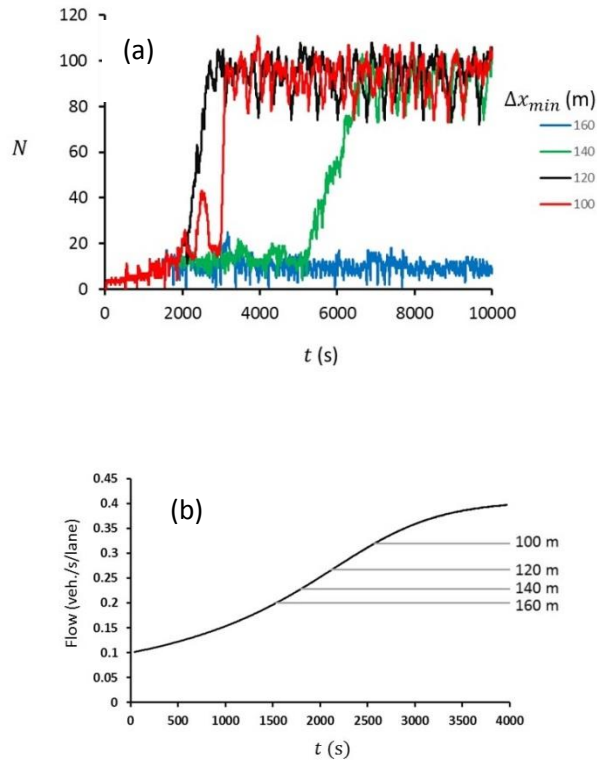 (a)
120
100
80
60
40
20
0
N
0 2000 4000 6000 8000 10000
t (s)
Δx_min (m)
160
140
120
100
(b)
0.45
0.4
0.35
0.3
0.25
0.2
0.15
0.1
0.05
0
Flow (veh./s/lane)
100 m
120 m
140 m
160 m
0 500 1000 1500 2000 2500 3000 3500 4000
t (s)